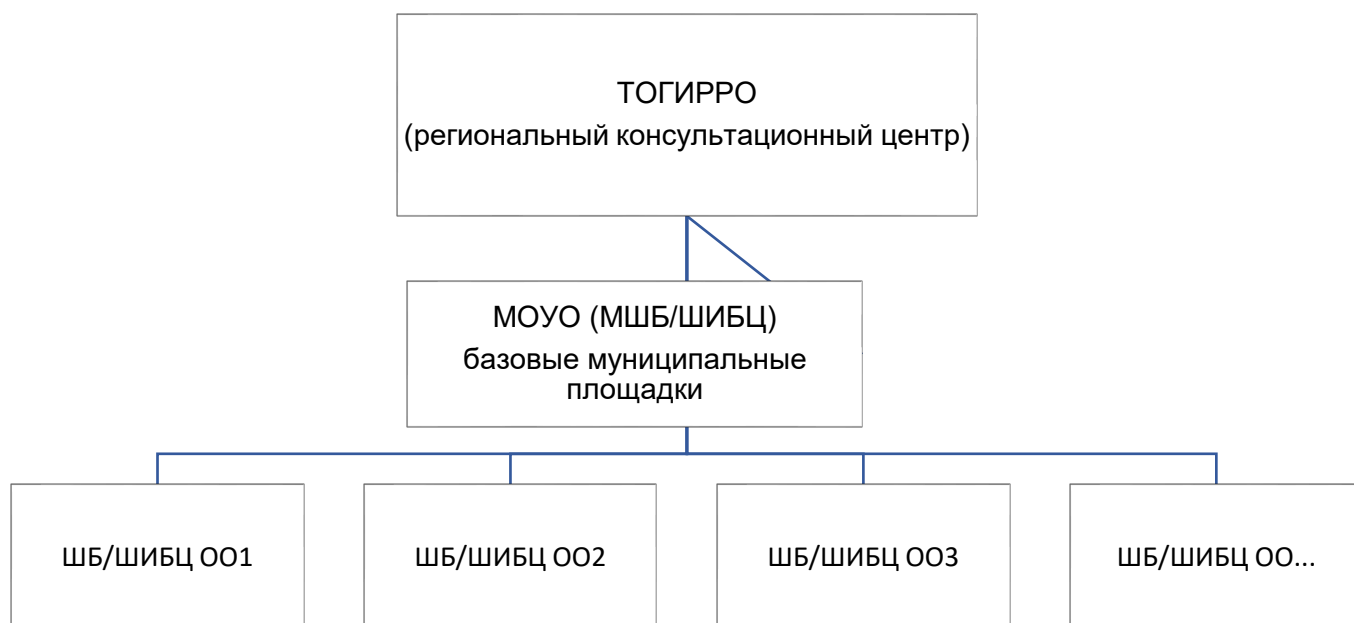 ТОГИРРО
(региональный консультационный центр)
МОУО (МШБ/ШИБЦ)
базовые муниципальные
площадки
ШБ/ШИБЦ ОО1
ШБ/ШИБЦ ОО2
ШБ/ШИБЦ ОО3
ШБ/ШИБЦ ОО...